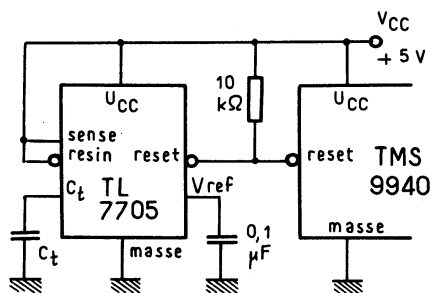 VCC
+ 5 V
10
kΩ
UCC
UCC
sense
resin
reset
reset
TMS
9940
Ct
TL
7705
Vref
masse
masse
Ct
0,1
µF